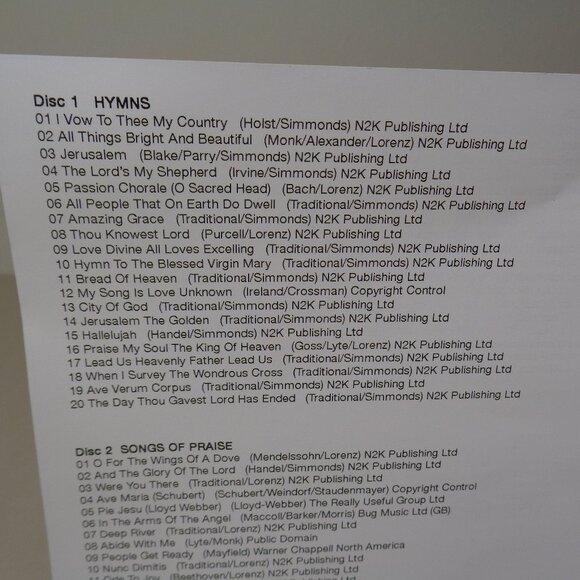 Disc 1 HYMNS
01 I Vow To Thee My Country (Holst/Simmonds) N2K Publishing Ltd
02 All Things Bright And Beautiful (Monk/Alexander/Lorenz) N2K Publishing Ltd
03 Jerusalem (Blake/Parry/Simmonds) N2K Publishing Ltd
04 The Lord's My Shepherd (Irvine/Simmonds) N2K Publishing Ltd
05 Passion Chorale (O Sacred Head) (Bach/Lorenz) N2K Publishing Ltd
06 All People That On Earth Do Dwell (Traditional/Simmonds) N2K Publishing Ltd
07 Amazing Grace (Traditional/Simmonds) N2K Publishing Ltd
08 Thou Knowest Lord (Purcell/Lorenz) N2K Publishing Ltd
09 Love Divine All Loves Excelling (Traditional/Simmonds) N2K Publishing Ltd
10 Hymn To The Blessed Virgin Mary (Traditional/Simmonds) N2K Publishing Ltd
11 Bread Of Heaven (Traditional/Simmonds) N2K Publishing Ltd
12 My Song Is Love Unknown (Ireland/Crossman) Copyright Control
13 City Of God (Traditional/Simmonds) N2K Publishing Ltd
14 Jerusalem The Golden (Traditional/Simmonds) N2K Publishing Ltd
15 Hallelujah (Handel/Simmonds) N2K Publishing Ltd
16 Praise My Soul The King Of Heaven (Goss/Lyte/Lorenz) N2K Publishing Ltd
17 Lead Us Heavenly Father Lead Us (Traditional/Simmonds) N2K Publishing Ltd
18 When I Survey The Wondrous Cross (Traditional/Simmonds) N2K Publishing Ltd
19 Ave Verum Corpus (Traditional/Simmonds) N2K Publishing Ltd
20 The Day Thou Gavest Lord Has Ended (Traditional/Simmonds) N2K Publishing Ltd
Disc 2 SONGS OF PRAISE
01 O For The Wings Of A Dove (Mendelssohn/Lorenz) N2K Publishing Ltd
02 And The Glory Of The Lord (Handel/Simmonds) N2K Publishing Ltd
03 Were You There (Traditional/Lorenz) N2K Publishing Ltd
04 Ave Maria (Schubert) (Schubert/Weindorf/Staudenmayer) Copyright Control
05 Pie Jesu (Lloyd Webber) (Lloyd-Webber) The Really Useful Group Ltd
06 In The Arms Of The Angel (Maccoll/Barker/Morris) Bug Music Ltd (GB)
07 Deep River (Traditional/Lorenz) N2K Publishing Ltd
08 Abide With Me (Lyte/Monk) Public Domain
09 People Get Ready (Mayfield) Warner Chappell North America
10 Nunc Dimitis (Traditional/Lorenz) N2K Publishing Ltd
11 Ode To Joy (Beethoven/Lorenz) N2K Publishing Ltd